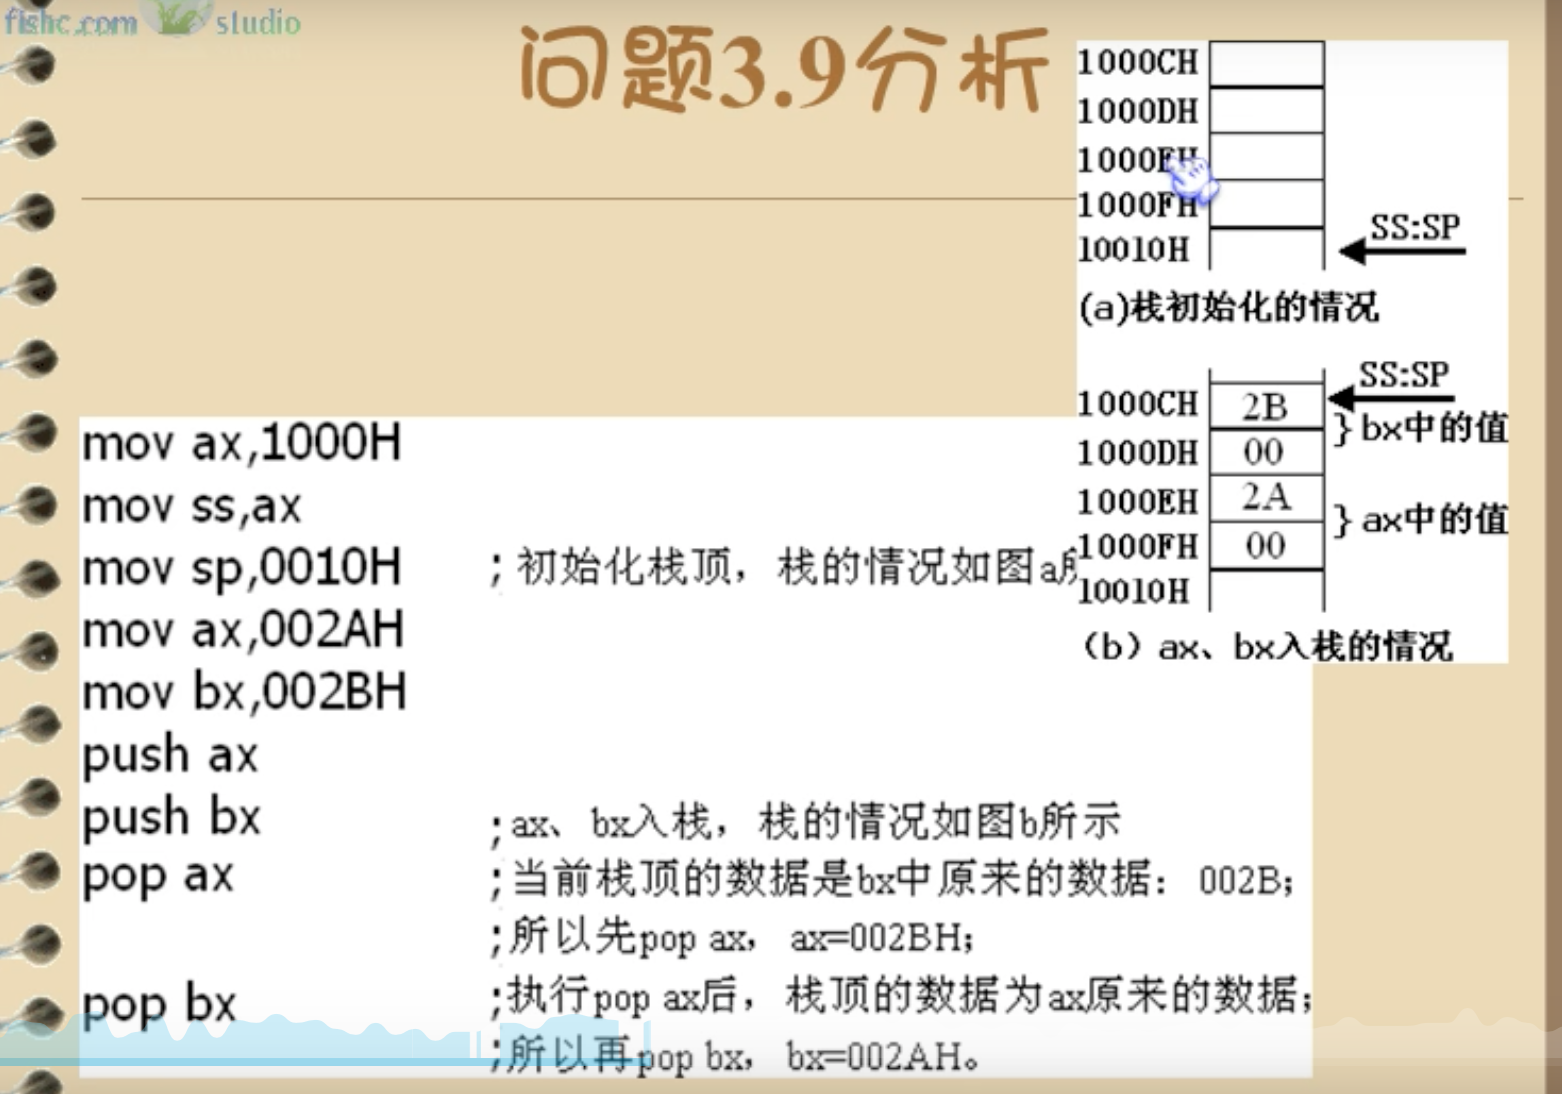 fishc.com studio
问题3.9分析
1000CH
1000DH
1000EH
1000FH
10010H
SS:SP
(a)栈初始化的情况
SS:SP
1000CH 2B
}bx中的值
1000DH 00
1000EH 2A
}ax中的值
1000FH 00
10010H
（b）ax、bx入栈的情况
mov ax,1000H
mov ss,ax
mov sp,0010H ;初始化栈顶，栈的情况如图a所
mov ax,002AH
mov bx,002BH
push ax
push bx ;ax、bx入栈，栈的情况如图b所示
pop ax ;当前栈顶的数据是bx中原来的数据：002B;
;所以先pop ax， ax=002BH;
pop bx ;执行pop ax后，栈顶的数据为ax原来的数据;
;所以再pop bx， bx=002AH。